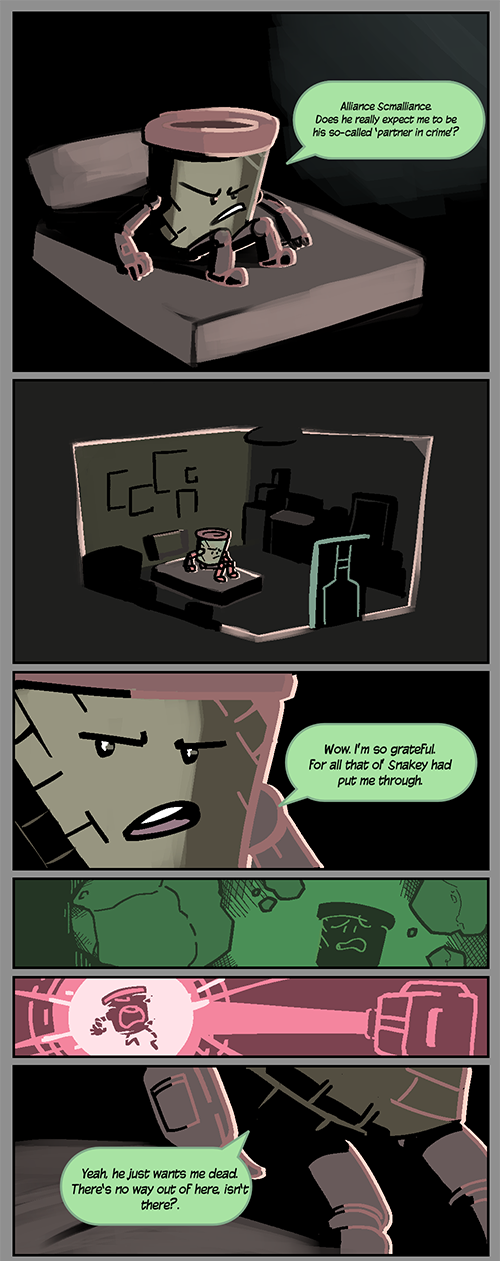 Alliance Scmalliance.
Does he really expect me to be
his so-called 'partner in crime'?
Wow. I'm so grateful.
For all that ol' Snakey had
put me through.
Yeah, he just wants me dead.
There's no way out of here, isn't
there?.